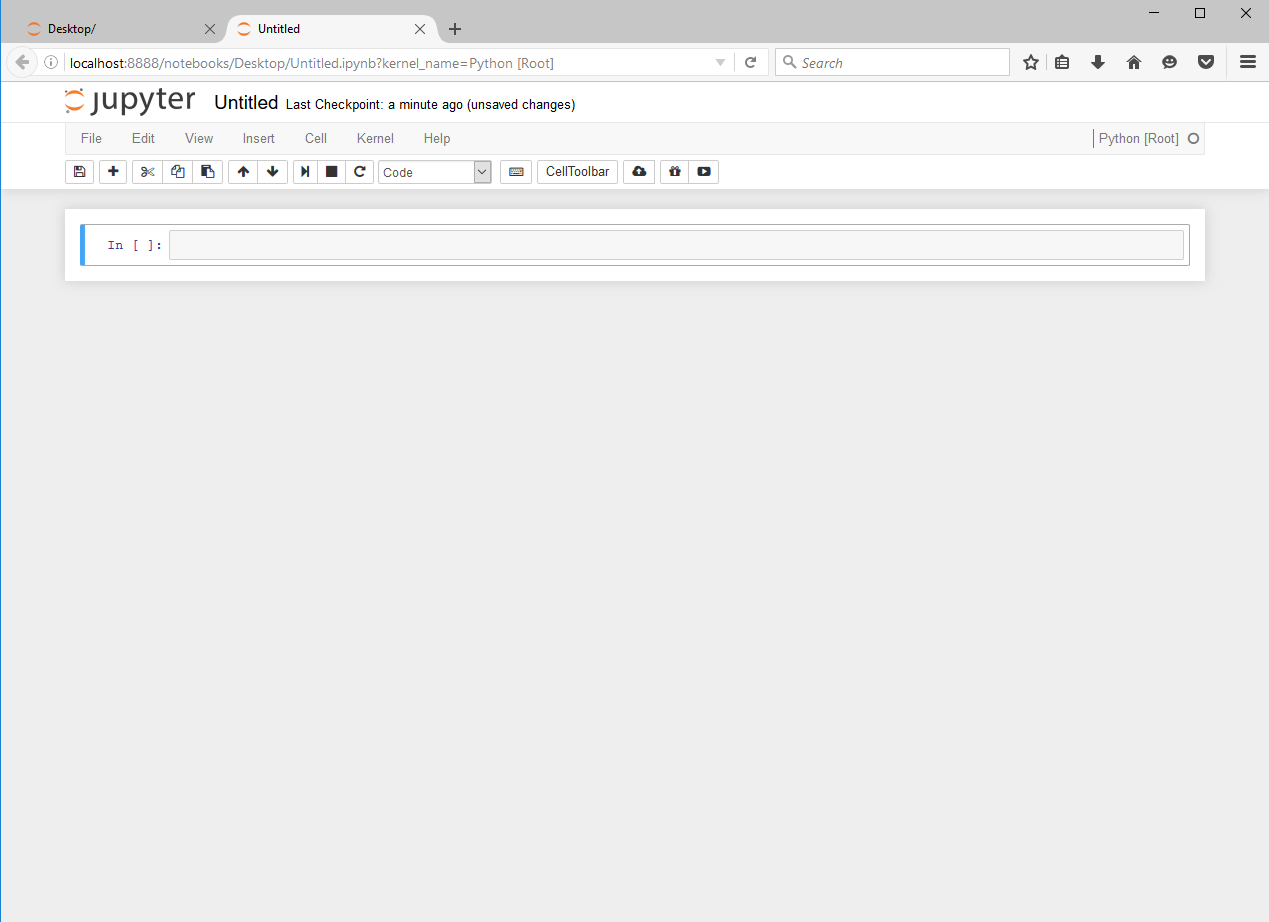 Desktop/ Untitled
localhost:8888/notebooks/Desktop/Untitled.ipynb?kernel_name=Python [Root] Search
jupyter Untitled Last Checkpoint: a minute ago (unsaved changes)
File Edit View Insert Cell Kernel Help Python [Root]
Code CellToolbar
In [ ]: